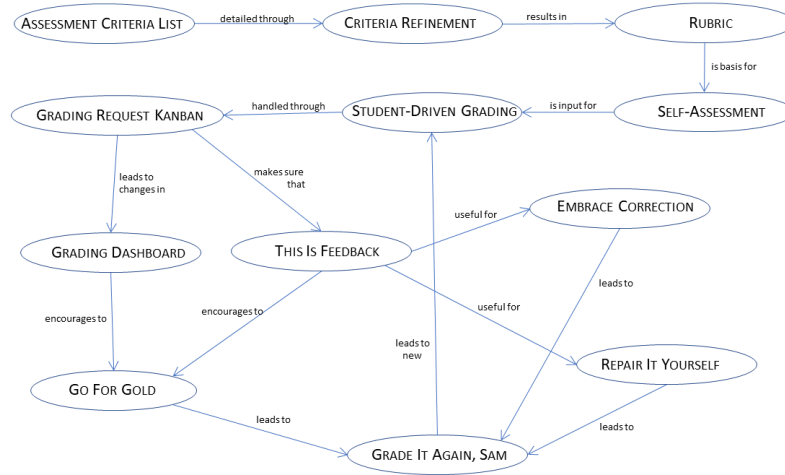 ASSESSMENT CRITERIA LIST
detailed through
CRITERIA REFINEMENT
results in
RUBRIC
is basis for
GRADING REQUEST KANBAN
handled through
STUDENT-DRIVEN GRADING
is input for
SELF-ASSESSMENT
leads to
changes in
makes sure
that
useful for
EMBRACE CORRECTION
GRADING DASHBOARD
THIS IS FEEDBACK
leads to
encourages to
encourages to
useful for
leads to
new
REPAIR IT YOURSELF
GO FOR GOLD
leads to
leads to
GRADE IT AGAIN, SAM